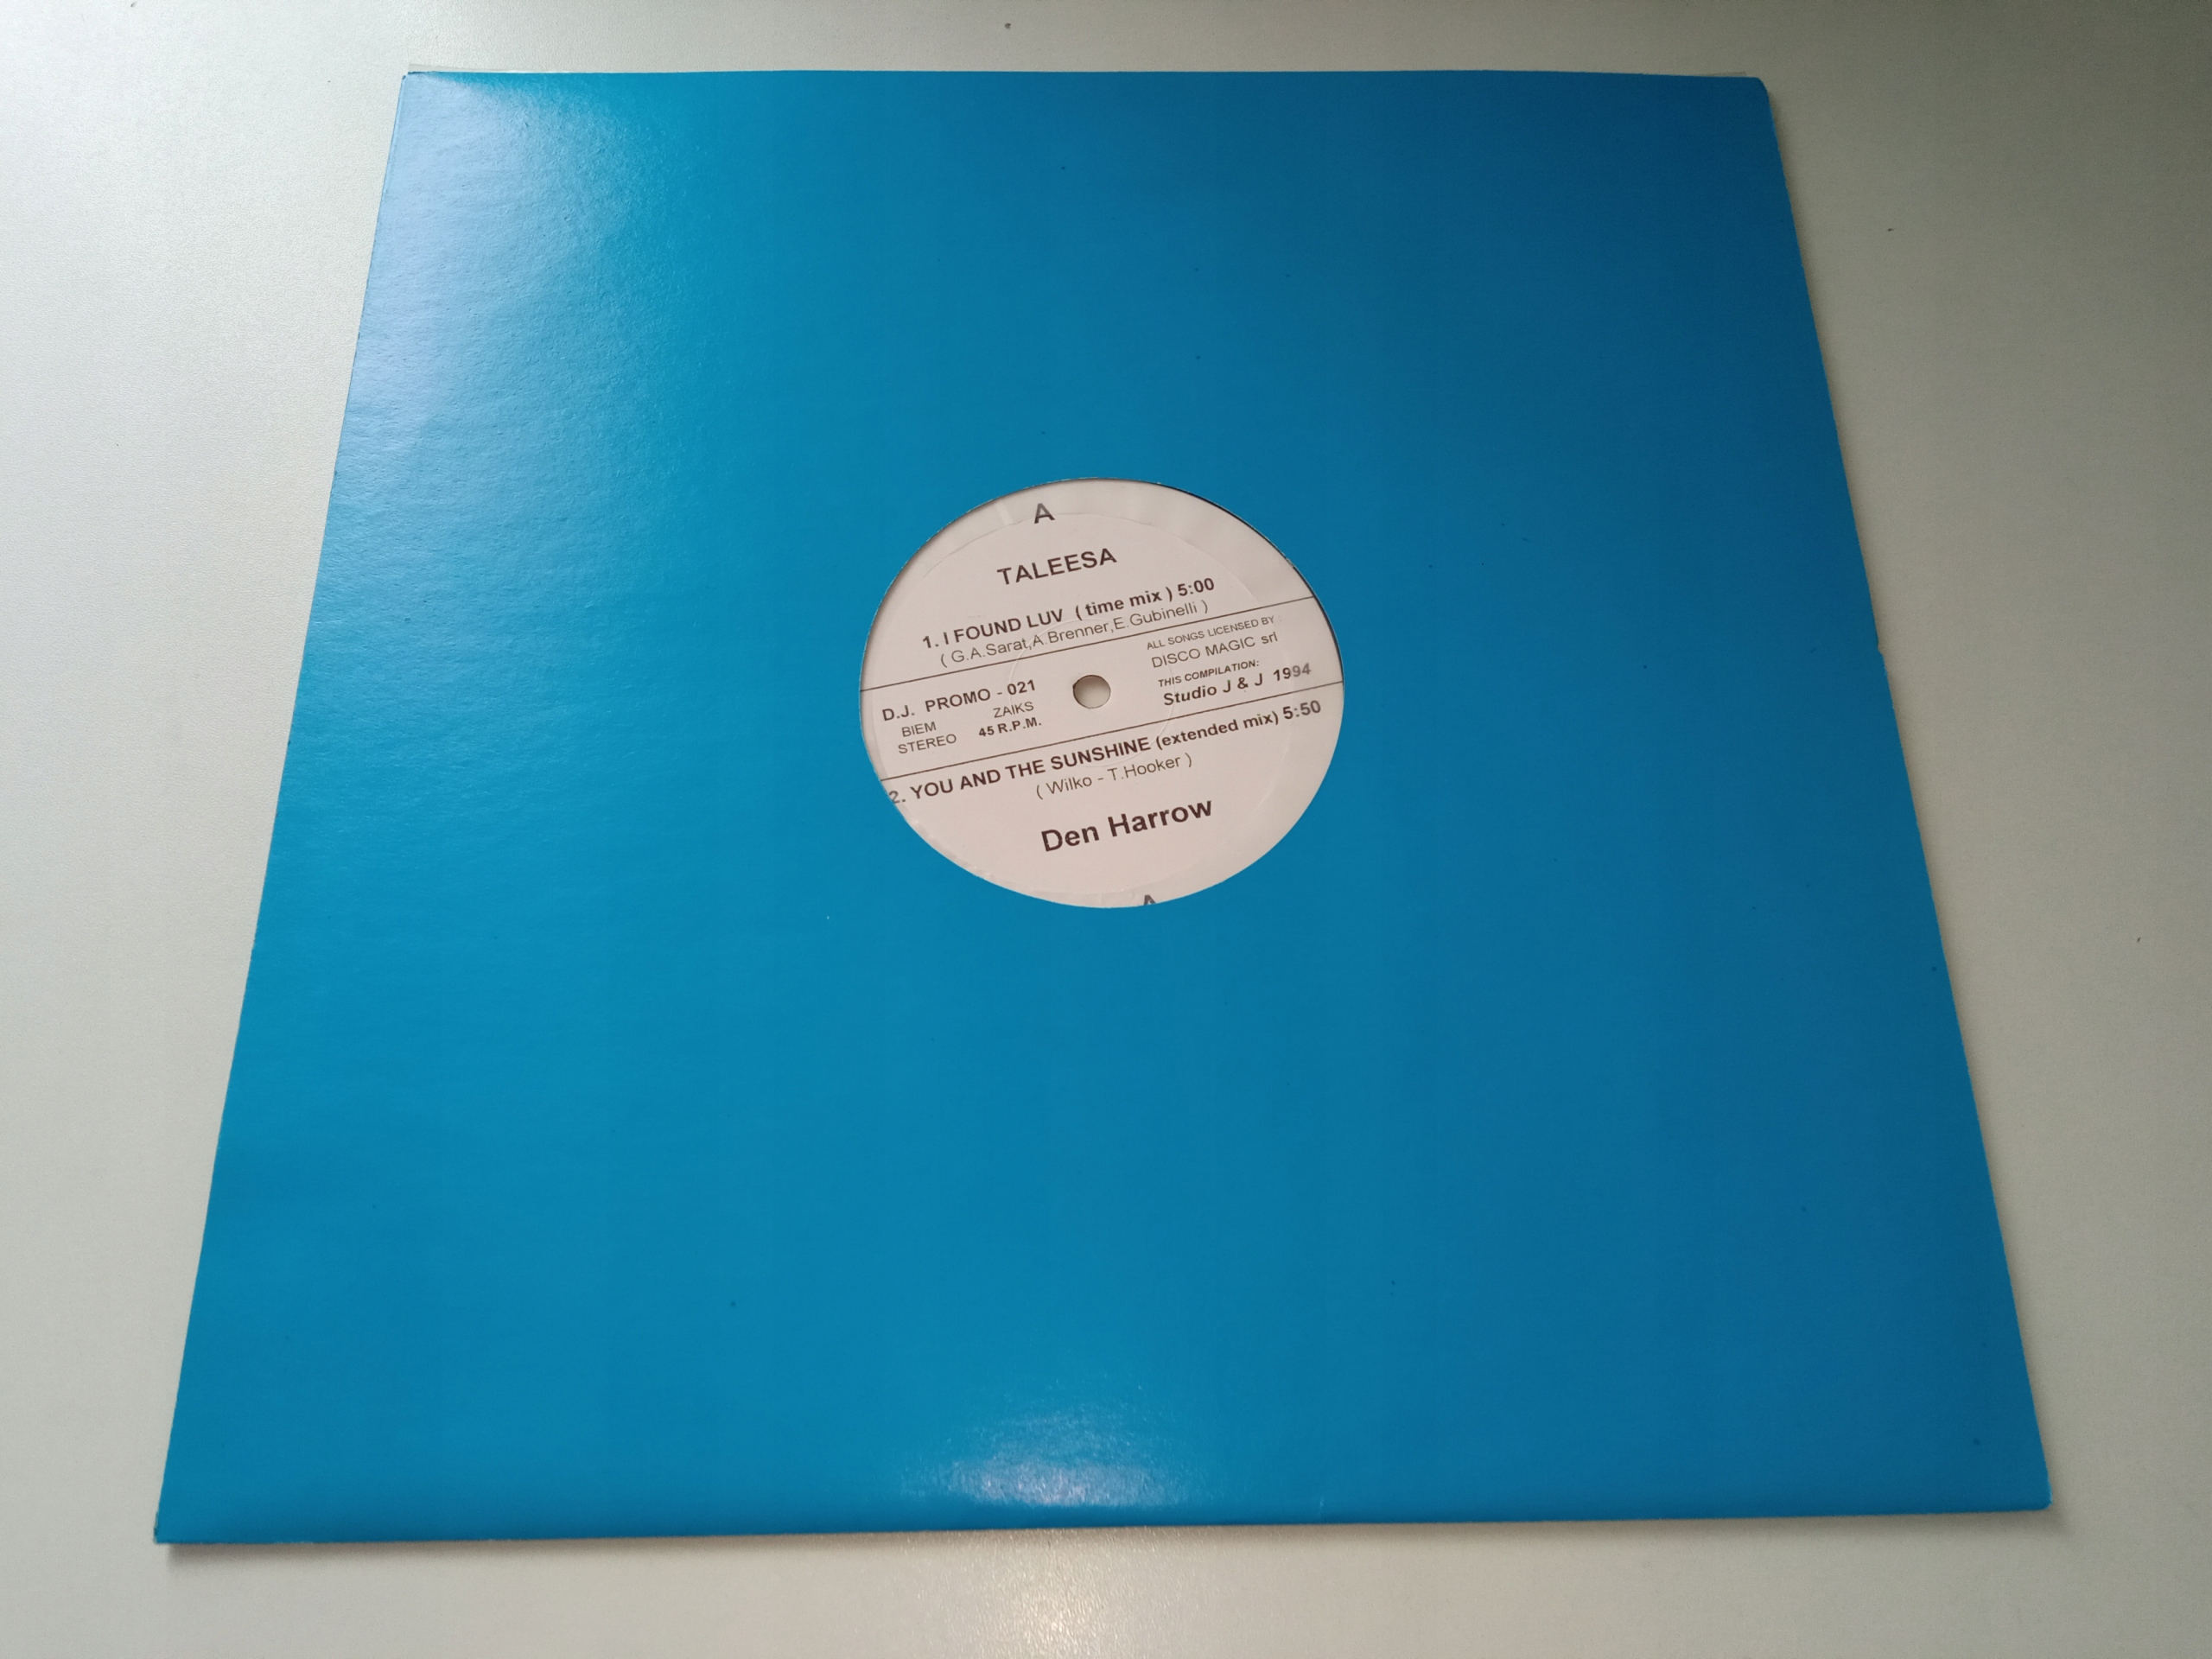 A
TALEESA
1. I FOUND LUV ( time mix ) 5:00
( G.A.Sarat,A.Brenner,E.Gubinelli )
D.J. PROMO - 021
BIEM ZAIKS
STEREO 45 R.P.M.
ALL SONGS LICENSED BY
DISCO MAGIC srl
THIS COMPILATION:
Studio J & J 1994
2. YOU AND THE SUNSHINE (extended mix) 5:50
( Wilko - T.Hooker )
Den Harrow
A